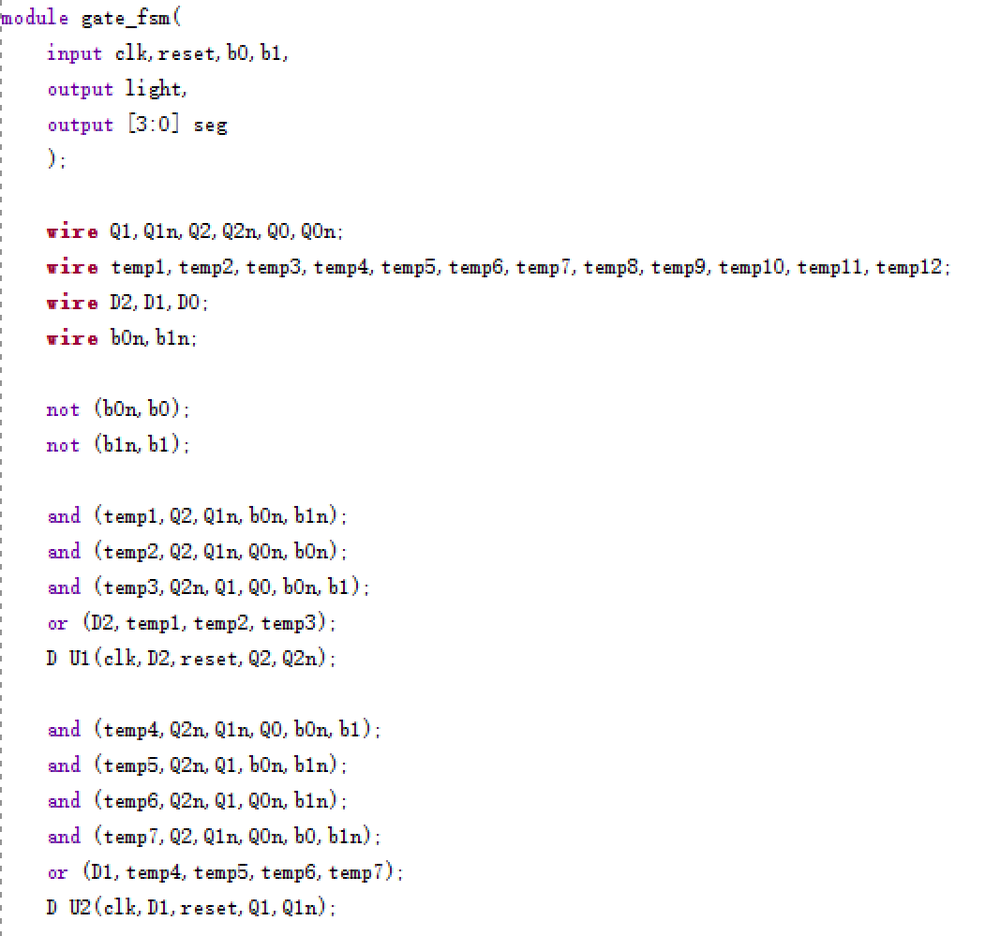 module gate_fsm(
input clk,reset,b0,b1,
output light,
output [3:0] seg
);
wire Q1,Q1n,Q2,Q2n,Q0,Q0n;
wire temp1,temp2,temp3,temp4,temp5,temp6,temp7,temp8,temp9,temp10,temp11,temp12;
wire D2,D1,D0;
wire b0n,b1n;
not (b0n,b0);
not (b1n,b1);
and (temp1,Q2,Q1n,b0n,b1n);
and (temp2,Q2,Q1n,Q0n,b0n);
and (temp3,Q2n,Q1,Q0,b0n,b1);
or (D2,temp1,temp2,temp3);
D U1(clk,D2,reset,Q2,Q2n);
and (temp4,Q2n,Q1n,Q0,b0n,b1);
and (temp5,Q2n,Q1,b0n,b1n);
and (temp6,Q2n,Q1,Q0n,b1n);
and (temp7,Q2,Q1n,Q0n,b0,b1n);
or (D1,temp4,temp5,temp6,temp7);
D U2(clk,D1,reset,Q1,Q1n);